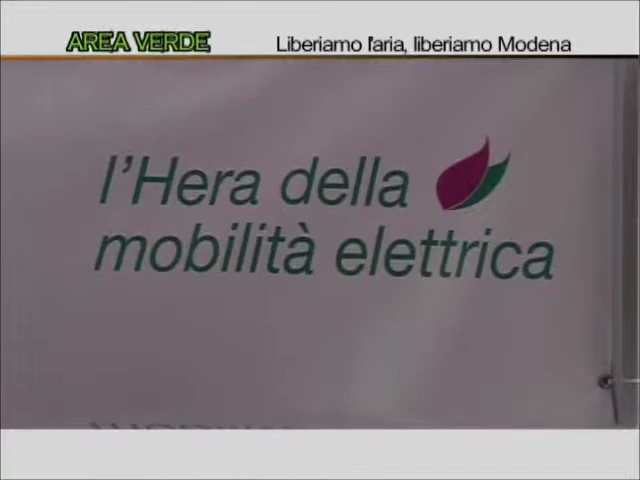 AREA VERDE
Liberiamo l'aria, liberiamo Modena
l'Hera della
mobilità elettrica